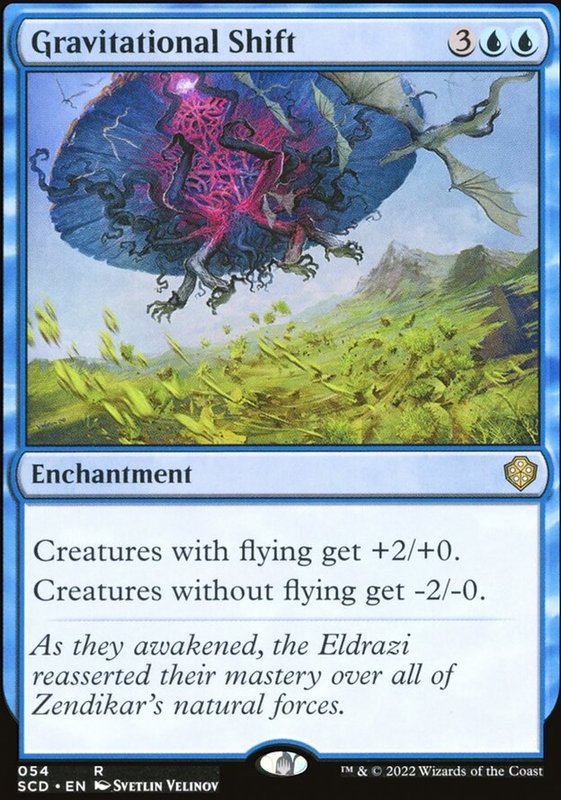 Gravitational Shift 3
Enchantment
Creatures with flying get +2/+0.
Creatures without flying get -2/-0.
As they awakened, the Eldrazi
reasserted their mastery over all of
Zendikar's natural forces.
054 R
SCD • EN Svetlin Velinov
™ & © 2022 Wizards of the Coast